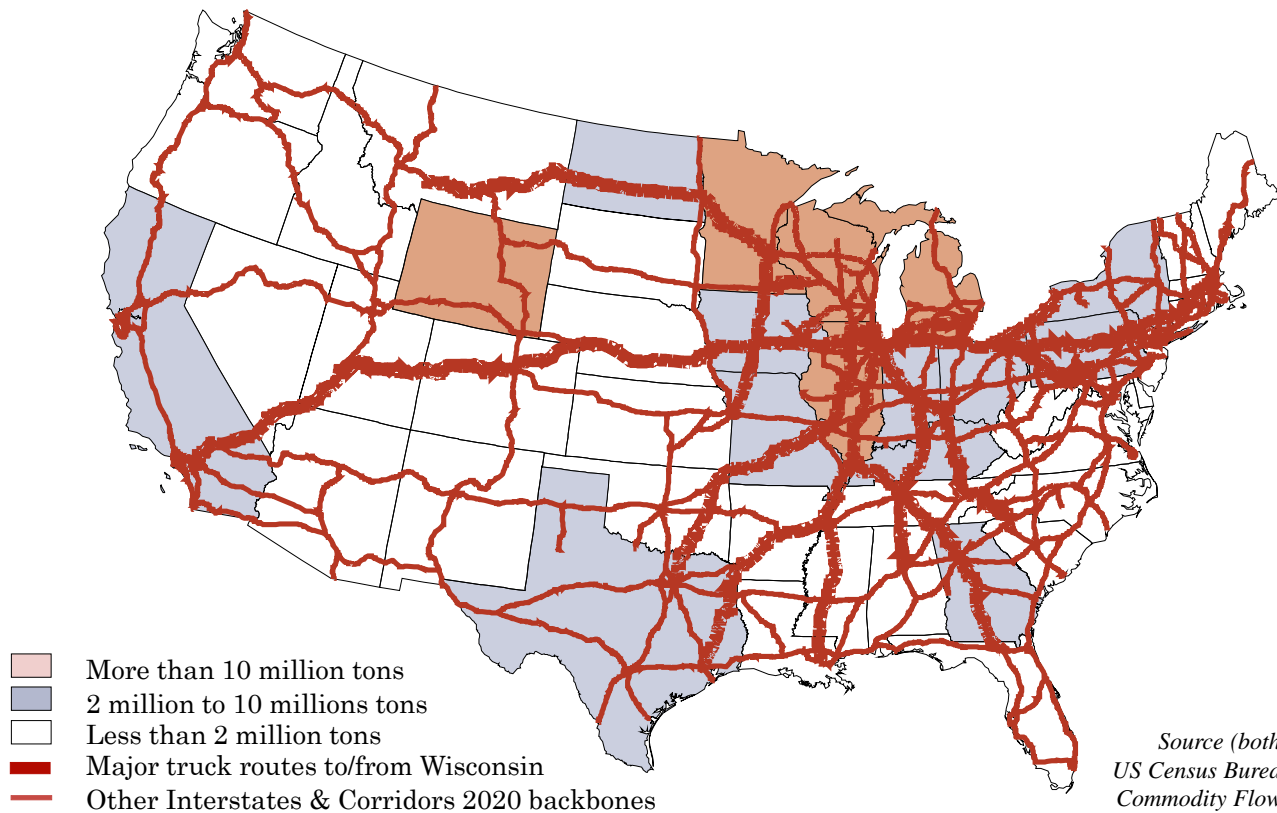 More than 10 million tons
2 million to 10 millions tons
Less than 2 million tons
Major truck routes to/from Wisconsin
Other Interstates & Corridors 2020 backbones
Source (both
US Census Burea
Commodity Flow